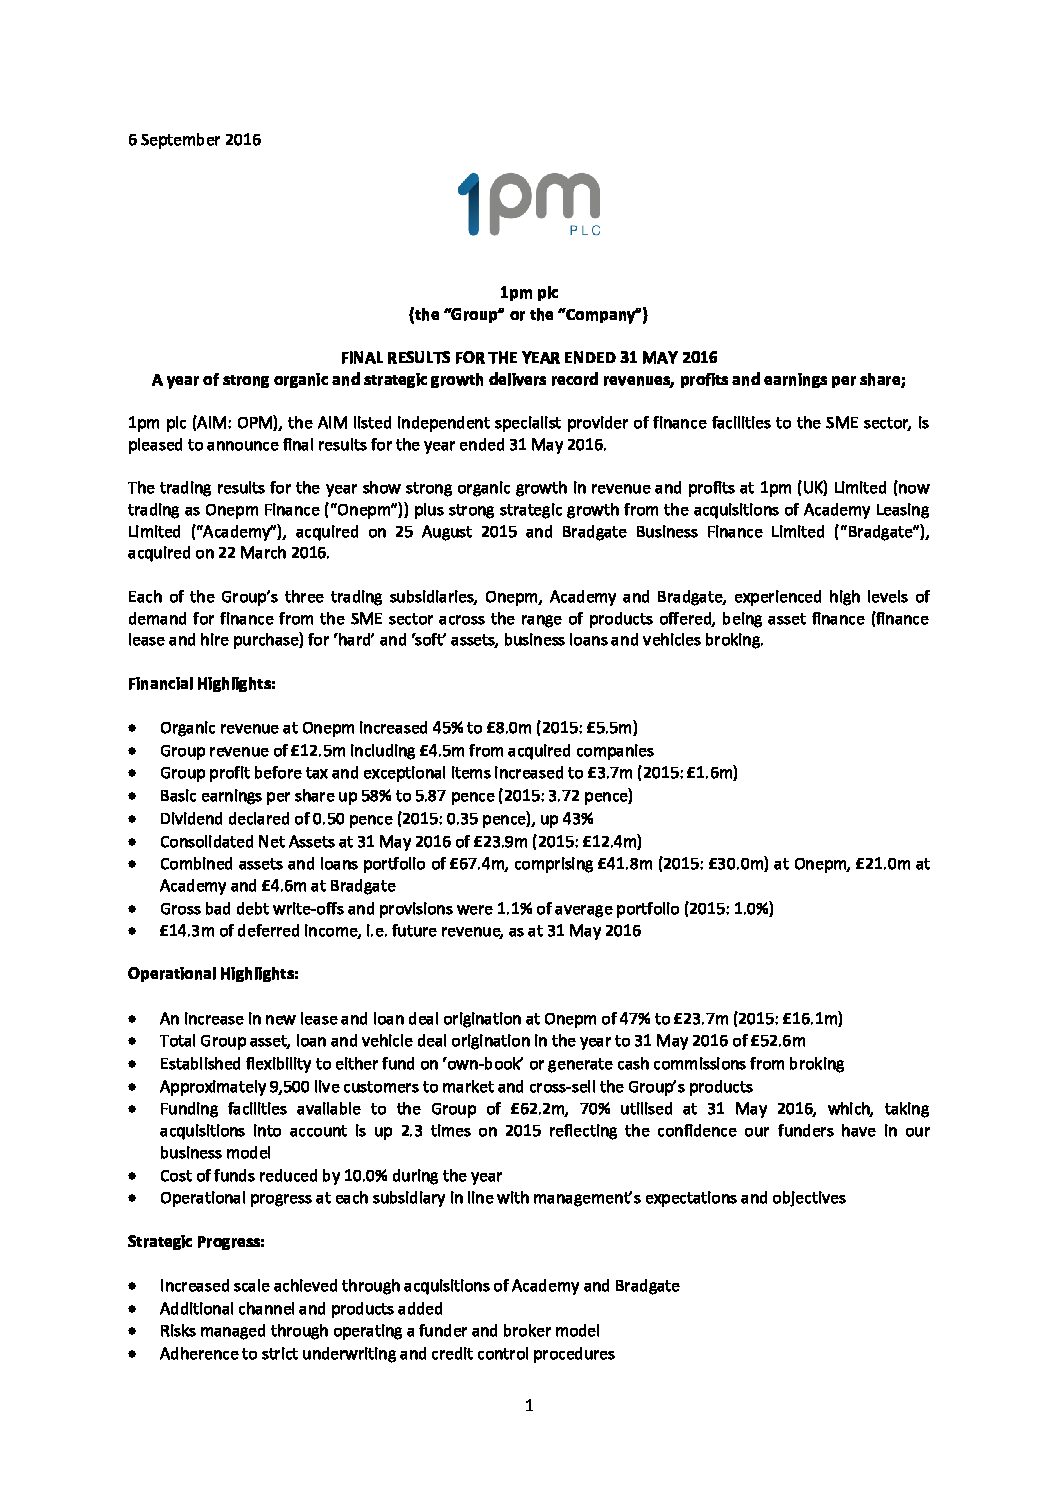 6 September 2016
1pm
PLC
1pm plc
(the “Group” or the “Company”)
FINAL RESULTS FOR THE YEAR ENDED 31 MAY 2016
A year of strong organic and strategic growth delivers record revenues, profits and earnings per share;
1pm plc (AIM: OPM), the AIM listed independent specialist provider of finance facilities to the SME sector, is
pleased to announce final results for the year ended 31 May 2016.
The trading results for the year show strong organic growth in revenue and profits at 1pm (UK) Limited (now
trading as Onepm Finance (“Onepm”)) plus strong strategic growth from the acquisitions of Academy Leasing
Limited (“Academy”), acquired on 25 August 2015 and Bradgate Business Finance Limited (“Bradgate”),
acquired on 22 March 2016.
Each of the Group’s three trading subsidiaries, Onepm, Academy and Bradgate, experienced high levels of
demand for finance from the SME sector across the range of products offered, being asset finance (finance
lease and hire purchase) for ‘hard’ and ‘soft’ assets, business loans and vehicles broking.
Financial Highlights:
• Organic revenue at Onepm increased 45% to £8.0m (2015: £5.5m)
• Group revenue of £12.5m including £4.5m from acquired companies
• Group profit before tax and exceptional items increased to £3.7m (2015: £1.6m)
• Basic earnings per share up 58% to 5.87 pence (2015: 3.72 pence)
• Dividend declared of 0.50 pence (2015: 0.35 pence), up 43%
• Consolidated Net Assets at 31 May 2016 of £23.9m (2015: £12.4m)
• Combined assets and loans portfolio of £67.4m, comprising £41.8m (2015: £30.0m) at Onepm, £21.0m at
Academy and £4.6m at Bradgate
• Gross bad debt write-offs and provisions were 1.1% of average portfolio (2015: 1.0%)
• £14.3m of deferred income, i.e. future revenue, as at 31 May 2016
Operational Highlights:
• An increase in new lease and loan deal origination at Onepm of 47% to £23.7m (2015: £16.1m)
• Total Group asset, loan and vehicle deal origination in the year to 31 May 2016 of £52.6m
• Established flexibility to either fund on ‘own-book’ or generate cash commissions from broking
• Approximately 9,500 live customers to market and cross-sell the Group’s products
• Funding facilities available to the Group of £62.2m, 70% utilised at 31 May 2016, which, taking
acquisitions into account is up 2.3 times on 2015 reflecting the confidence our funders have in our
business model
• Cost of funds reduced by 10.0% during the year
• Operational progress at each subsidiary in line with management’s expectations and objectives
Strategic Progress:
• Increased scale achieved through acquisitions of Academy and Bradgate
• Additional channel and products added
• Risks managed through operating a funder and broker model
• Adherence to strict underwriting and credit control procedures
1